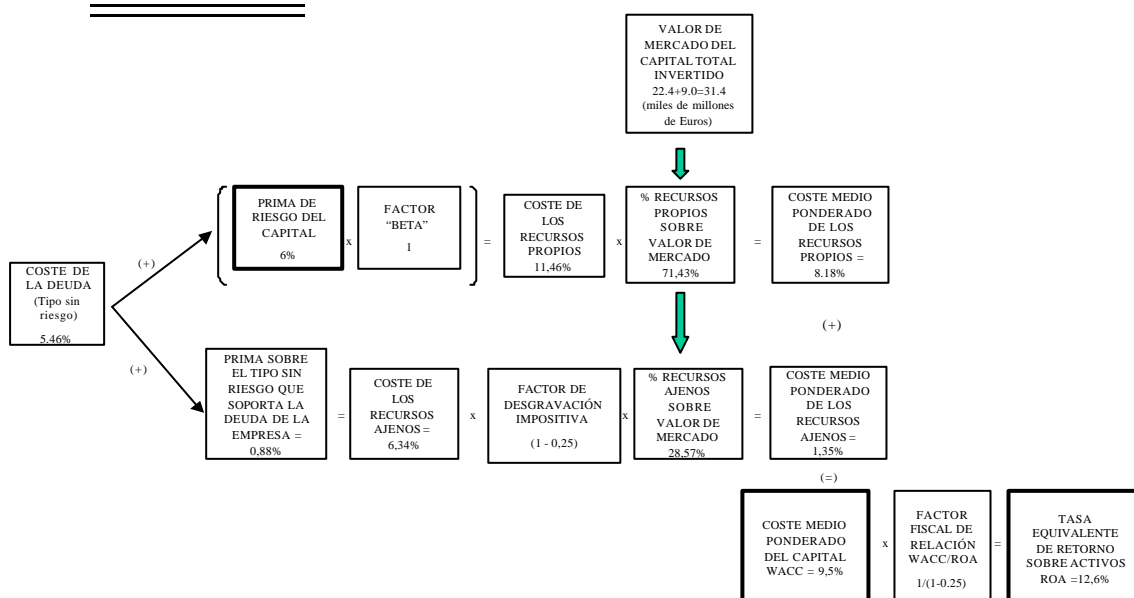 VALOR DE
MERCADO DEL
CAPITAL TOTAL
INVERTIDO
22.4+9.0=31.4
(miles de millones
de Euros)
PRIMA DE
RIESGO DEL
CAPITAL
6%
x
FACTOR
“BETA”
1
=
COSTE DE
LOS
RECURSOS
PROPIOS
11,46%
x
% RECURSOS
PROPIOS
SOBRE
VALOR DE
MERCADO
71,43%
=
COSTE MEDIO
PONDERADO
DE LOS
RECURSOS
PROPIOS =
8.18%
(+)
COSTE DE
LA DEUDA
(Tipo sin
riesgo)
5.46%
(+)
(+)
PRIMA SOBRE
EL TIPO SIN
RIESGO QUE
SOPORTA LA
DEUDA DE LA
EMPRESA =
0,88%
=
COSTE DE
LOS
RECURSOS
AJENOS =
6,34%
x
FACTOR DE
DESGRAVACIÓN
IMPOSITIVA
(1 - 0,25)
x
% RECURSOS
AJENOS
SOBRE
VALOR DE
MERCADO
28,57%
=
COSTE MEDIO
PONDERADO
DE LOS
RECURSOS
AJENOS =
1,35%
(=)
COSTE MEDIO
PONDERADO
DEL CAPITAL
WACC = 9,5%
x
FACTOR
FISCAL DE
RELACIÓN
WACC/ROA
1/(1-0.25)
=
TASA
EQUIVALENTE
DE RETORNO
SOBRE ACTIVOS
ROA =12,6%